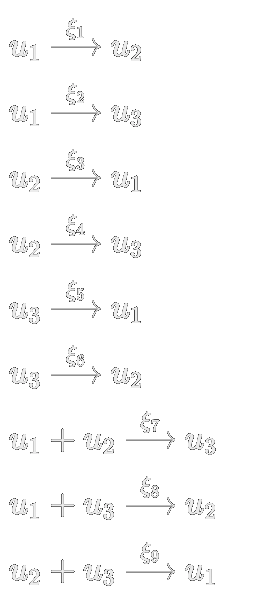 u₁ —ξ₁→ u₂
u₁ —ξ₂→ u₃
u₂ —ξ₃→ u₁
u₂ —ξ₄→ u₃
u₃ —ξ₅→ u₁
u₃ —ξ₆→ u₂
u₁ + u₂ —ξ₇→ u₃
u₁ + u₃ —ξ₈→ u₂
u₂ + u₃ —ξ₉→ u₁